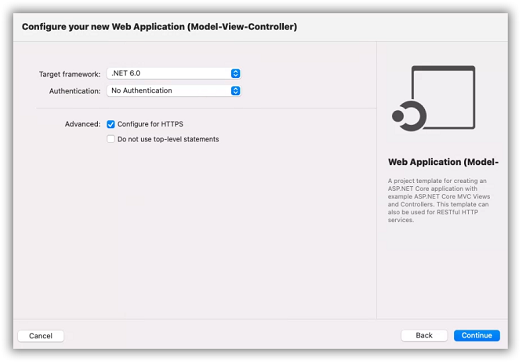 Configure your new Web Application (Model-View-Controller)
Target framework: .NET 6.0
Authentication: No Authentication
Advanced: Configure for HTTPS
Do not use top-level statements
Web Application (Model-
A project template for creating an
ASP.NET Core application with
example ASP.NET Core MVC Views
and Controllers. This template can
also be used for RESTful HTTP
services.
Cancel
Back
Continue